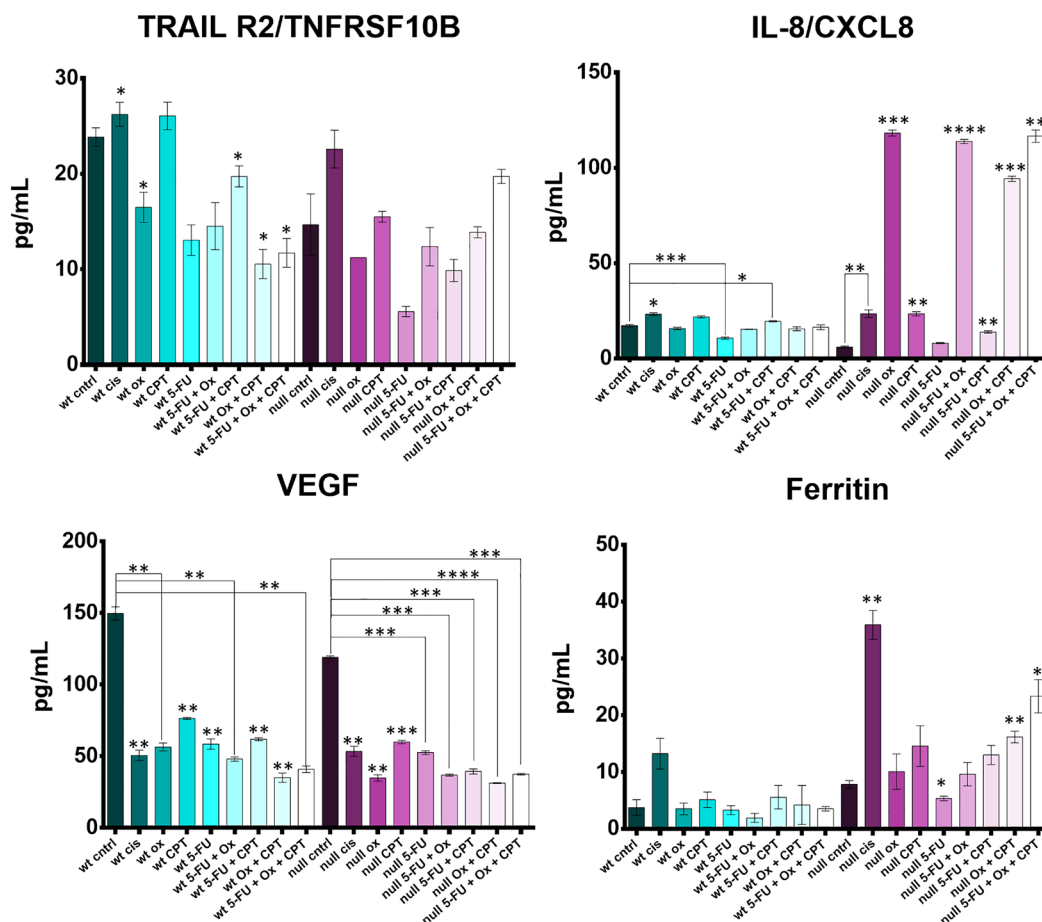 TRAIL R2/TNFRSF10B
pg/mL
30
20
10
0
*
*
*
*
*
wt cntrl
wt cis
wt ox
wt CPT
wt 5-FU
wt 5-FU + Ox
wt 5-FU + CPT
wt Ox + CPT
wt 5-FU + Ox + CPT
null cntrl
null cis
null ox
null CPT
null 5-FU
null 5-FU + Ox
null 5-FU + CPT
null Ox + CPT
null 5-FU + Ox + CPT
IL-8/CXCL8
pg/mL
150
100
50
0
***
*
*
**
***
**
****
**
***
**
wt cntrl
wt cis
wt ox
wt CPT
wt 5-FU
wt 5-FU + Ox
wt 5-FU + CPT
wt Ox + CPT
wt 5-FU + Ox + CPT
null cntrl
null cis
null ox
null CPT
null 5-FU
null 5-FU + Ox
null 5-FU + CPT
null Ox + CPT
null 5-FU + Ox + CPT
VEGF
pg/mL
200
150
100
50
0
**
**
**
**
**
**
**
**
***
****
***
***
***
**
**
***
wt cntrl
wt cis
wt ox
wt CPT
wt 5-FU
wt 5-FU + Ox
wt 5-FU + CPT
wt Ox + CPT
wt 5-FU + Ox + CPT
null cntrl
null cis
null ox
null CPT
null 5-FU
null 5-FU + Ox
null 5-FU + CPT
null Ox + CPT
null 5-FU + Ox + CPT
Ferritin
pg/mL
50
40
30
20
10
0
**
*
**
*
wt cntrl
wt cis
wt ox
wt CPT
wt 5-FU
wt 5-FU + Ox
wt 5-FU + CPT
wt Ox + CPT
wt 5-FU + Ox + CPT
null cntrl
null cis
null ox
null CPT
null 5-FU
null 5-FU + Ox
null 5-FU + CPT
null Ox + CPT
null 5-FU + Ox + CPT